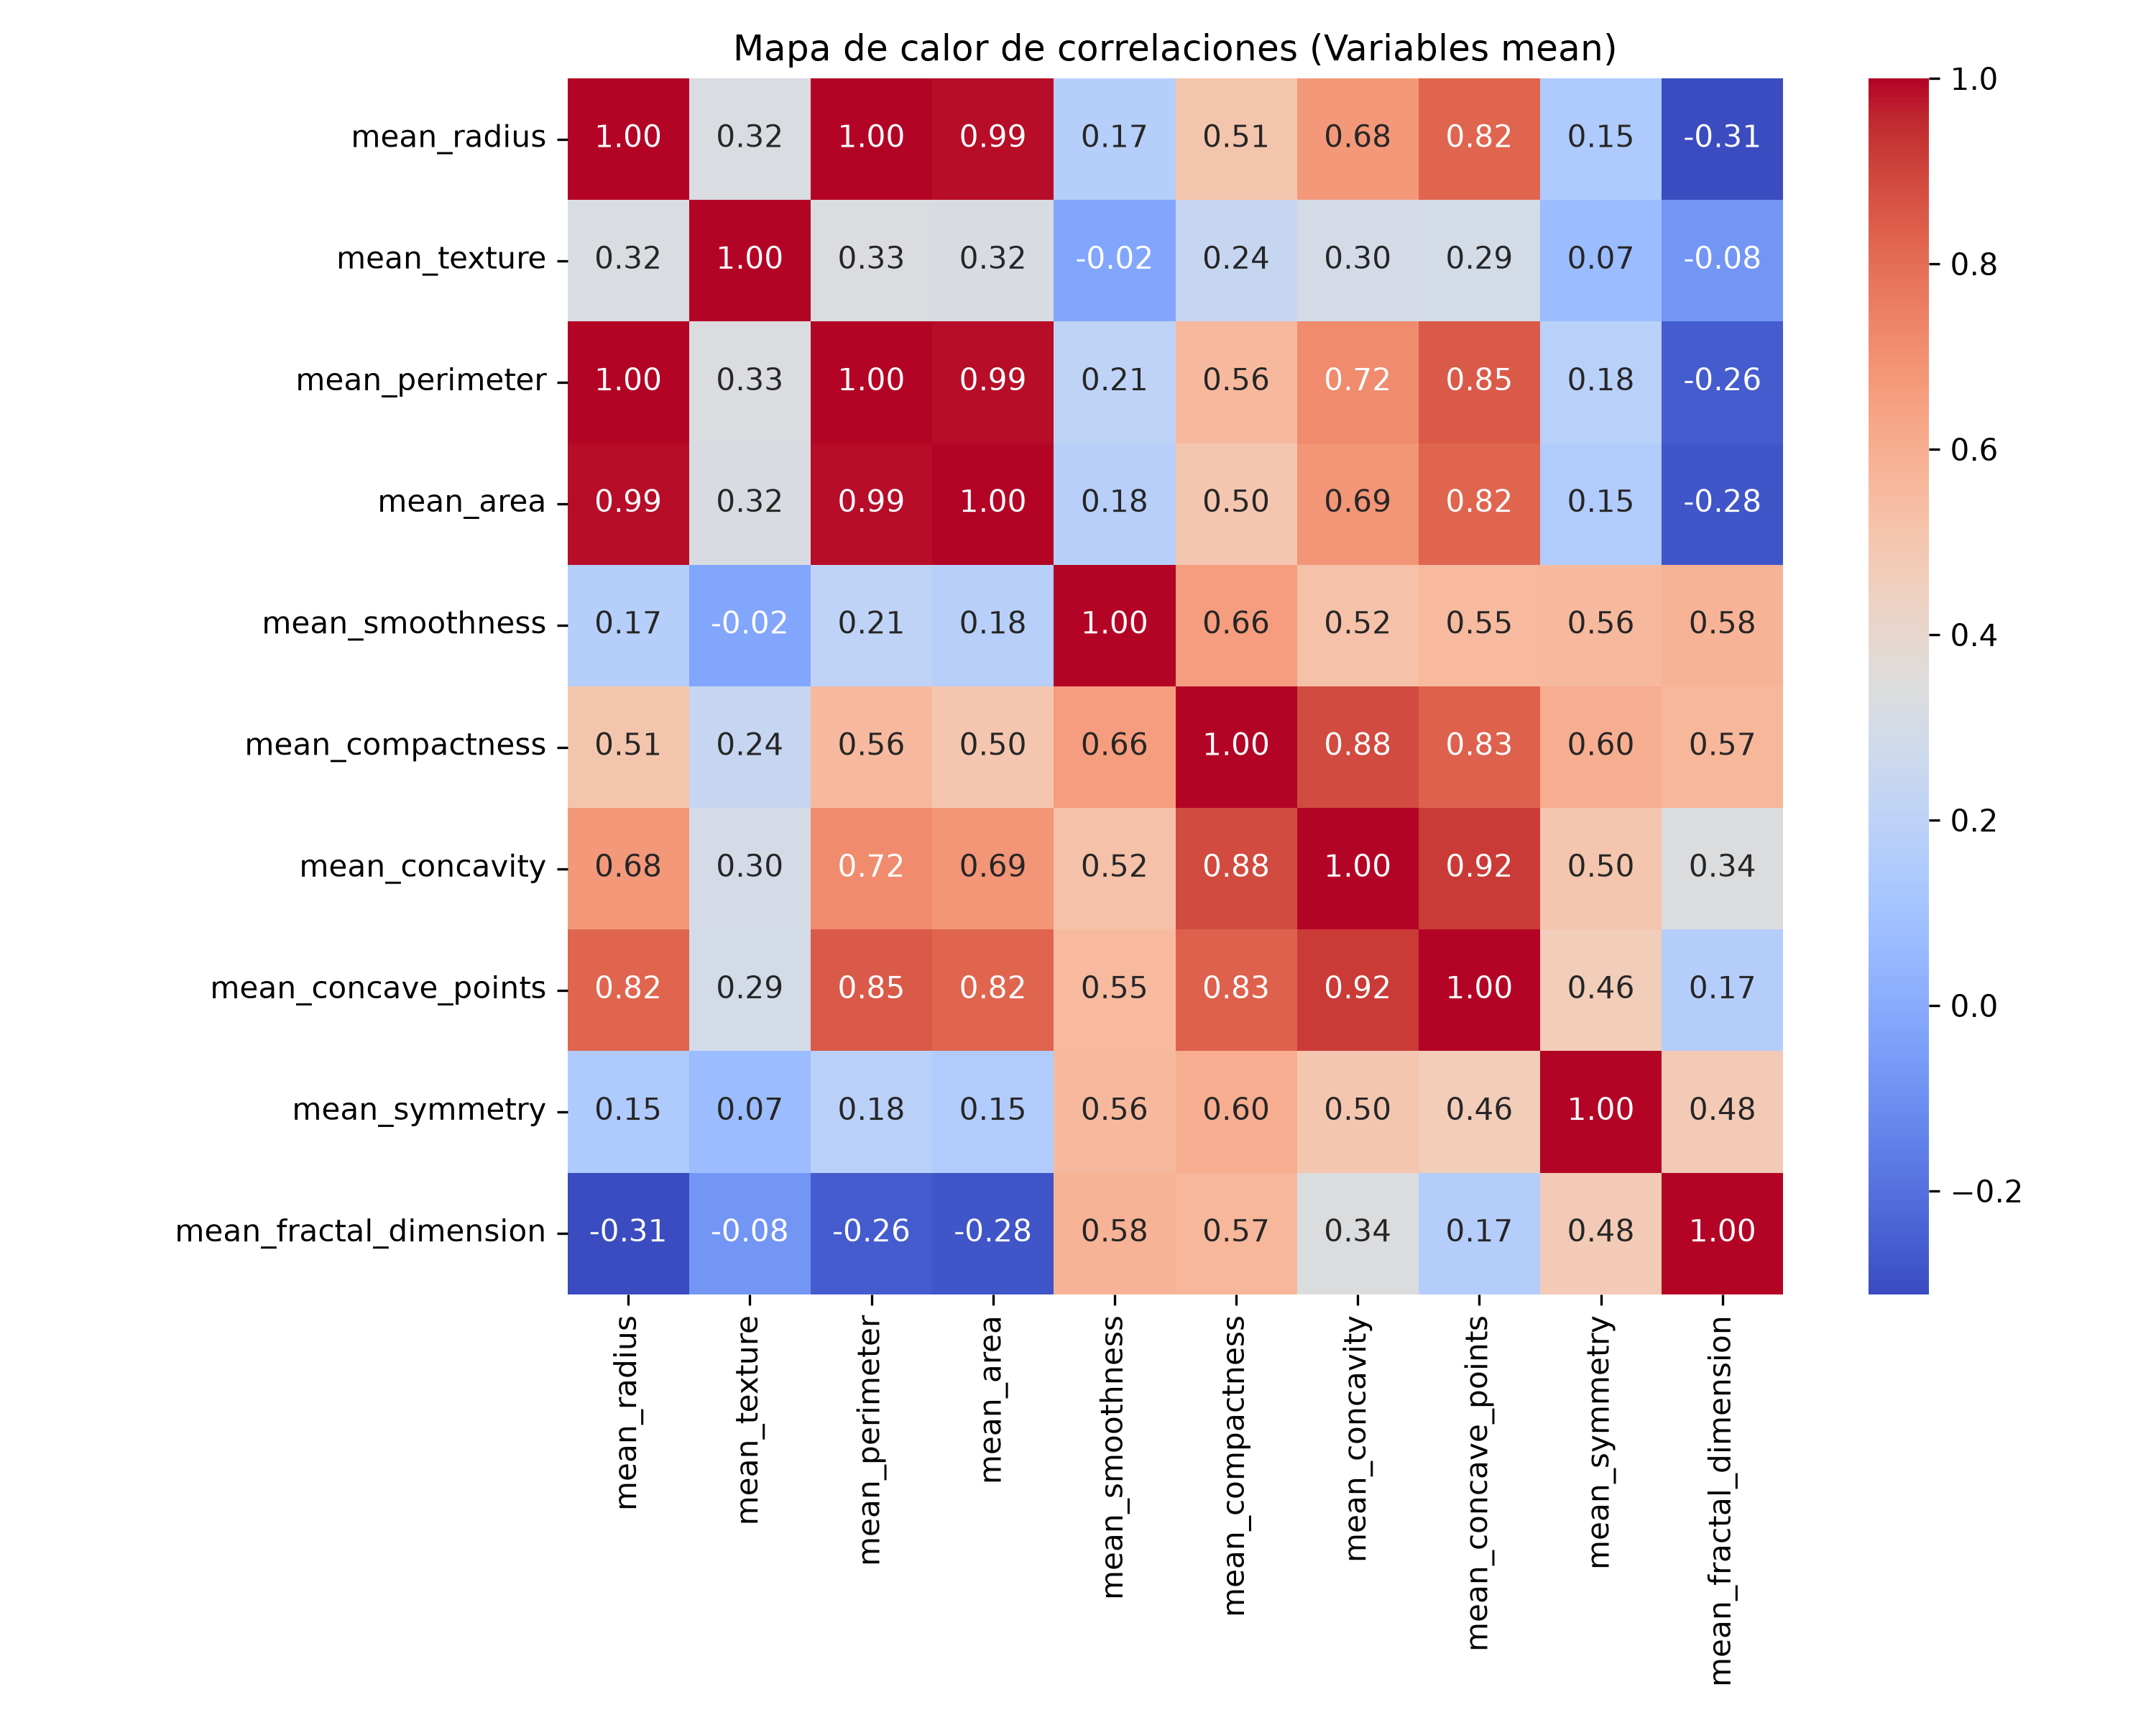 Mapa de calor de correlaciones (Variables mean)
mean_radius 1.00 0.32 1.00 0.99 0.17 0.51 0.68 0.82 0.15 -0.31
mean_texture 0.32 1.00 0.33 0.32 -0.02 0.24 0.30 0.29 0.07 -0.08
mean_perimeter 1.00 0.33 1.00 0.99 0.21 0.56 0.72 0.85 0.18 -0.26
mean_area 0.99 0.32 0.99 1.00 0.18 0.50 0.69 0.82 0.15 -0.28
mean_smoothness 0.17 -0.02 0.21 0.18 1.00 0.66 0.52 0.55 0.56 0.58
mean_compactness 0.51 0.24 0.56 0.50 0.66 1.00 0.88 0.83 0.60 0.57
mean_concavity 0.68 0.30 0.72 0.69 0.52 0.88 1.00 0.92 0.50 0.34
mean_concave_points 0.82 0.29 0.85 0.82 0.55 0.83 0.92 1.00 0.46 0.17
mean_symmetry 0.15 0.07 0.18 0.15 0.56 0.60 0.50 0.46 1.00 0.48
mean_fractal_dimension -0.31 -0.08 -0.26 -0.28 0.58 0.57 0.34 0.17 0.48 1.00
mean_radius
mean_texture
mean_perimeter
mean_area
mean_smoothness
mean_compactness
mean_concavity
mean_concave_points
mean_symmetry
mean_fractal_dimension
1.0
0.8
0.6
0.4
0.2
0.0
−0.2